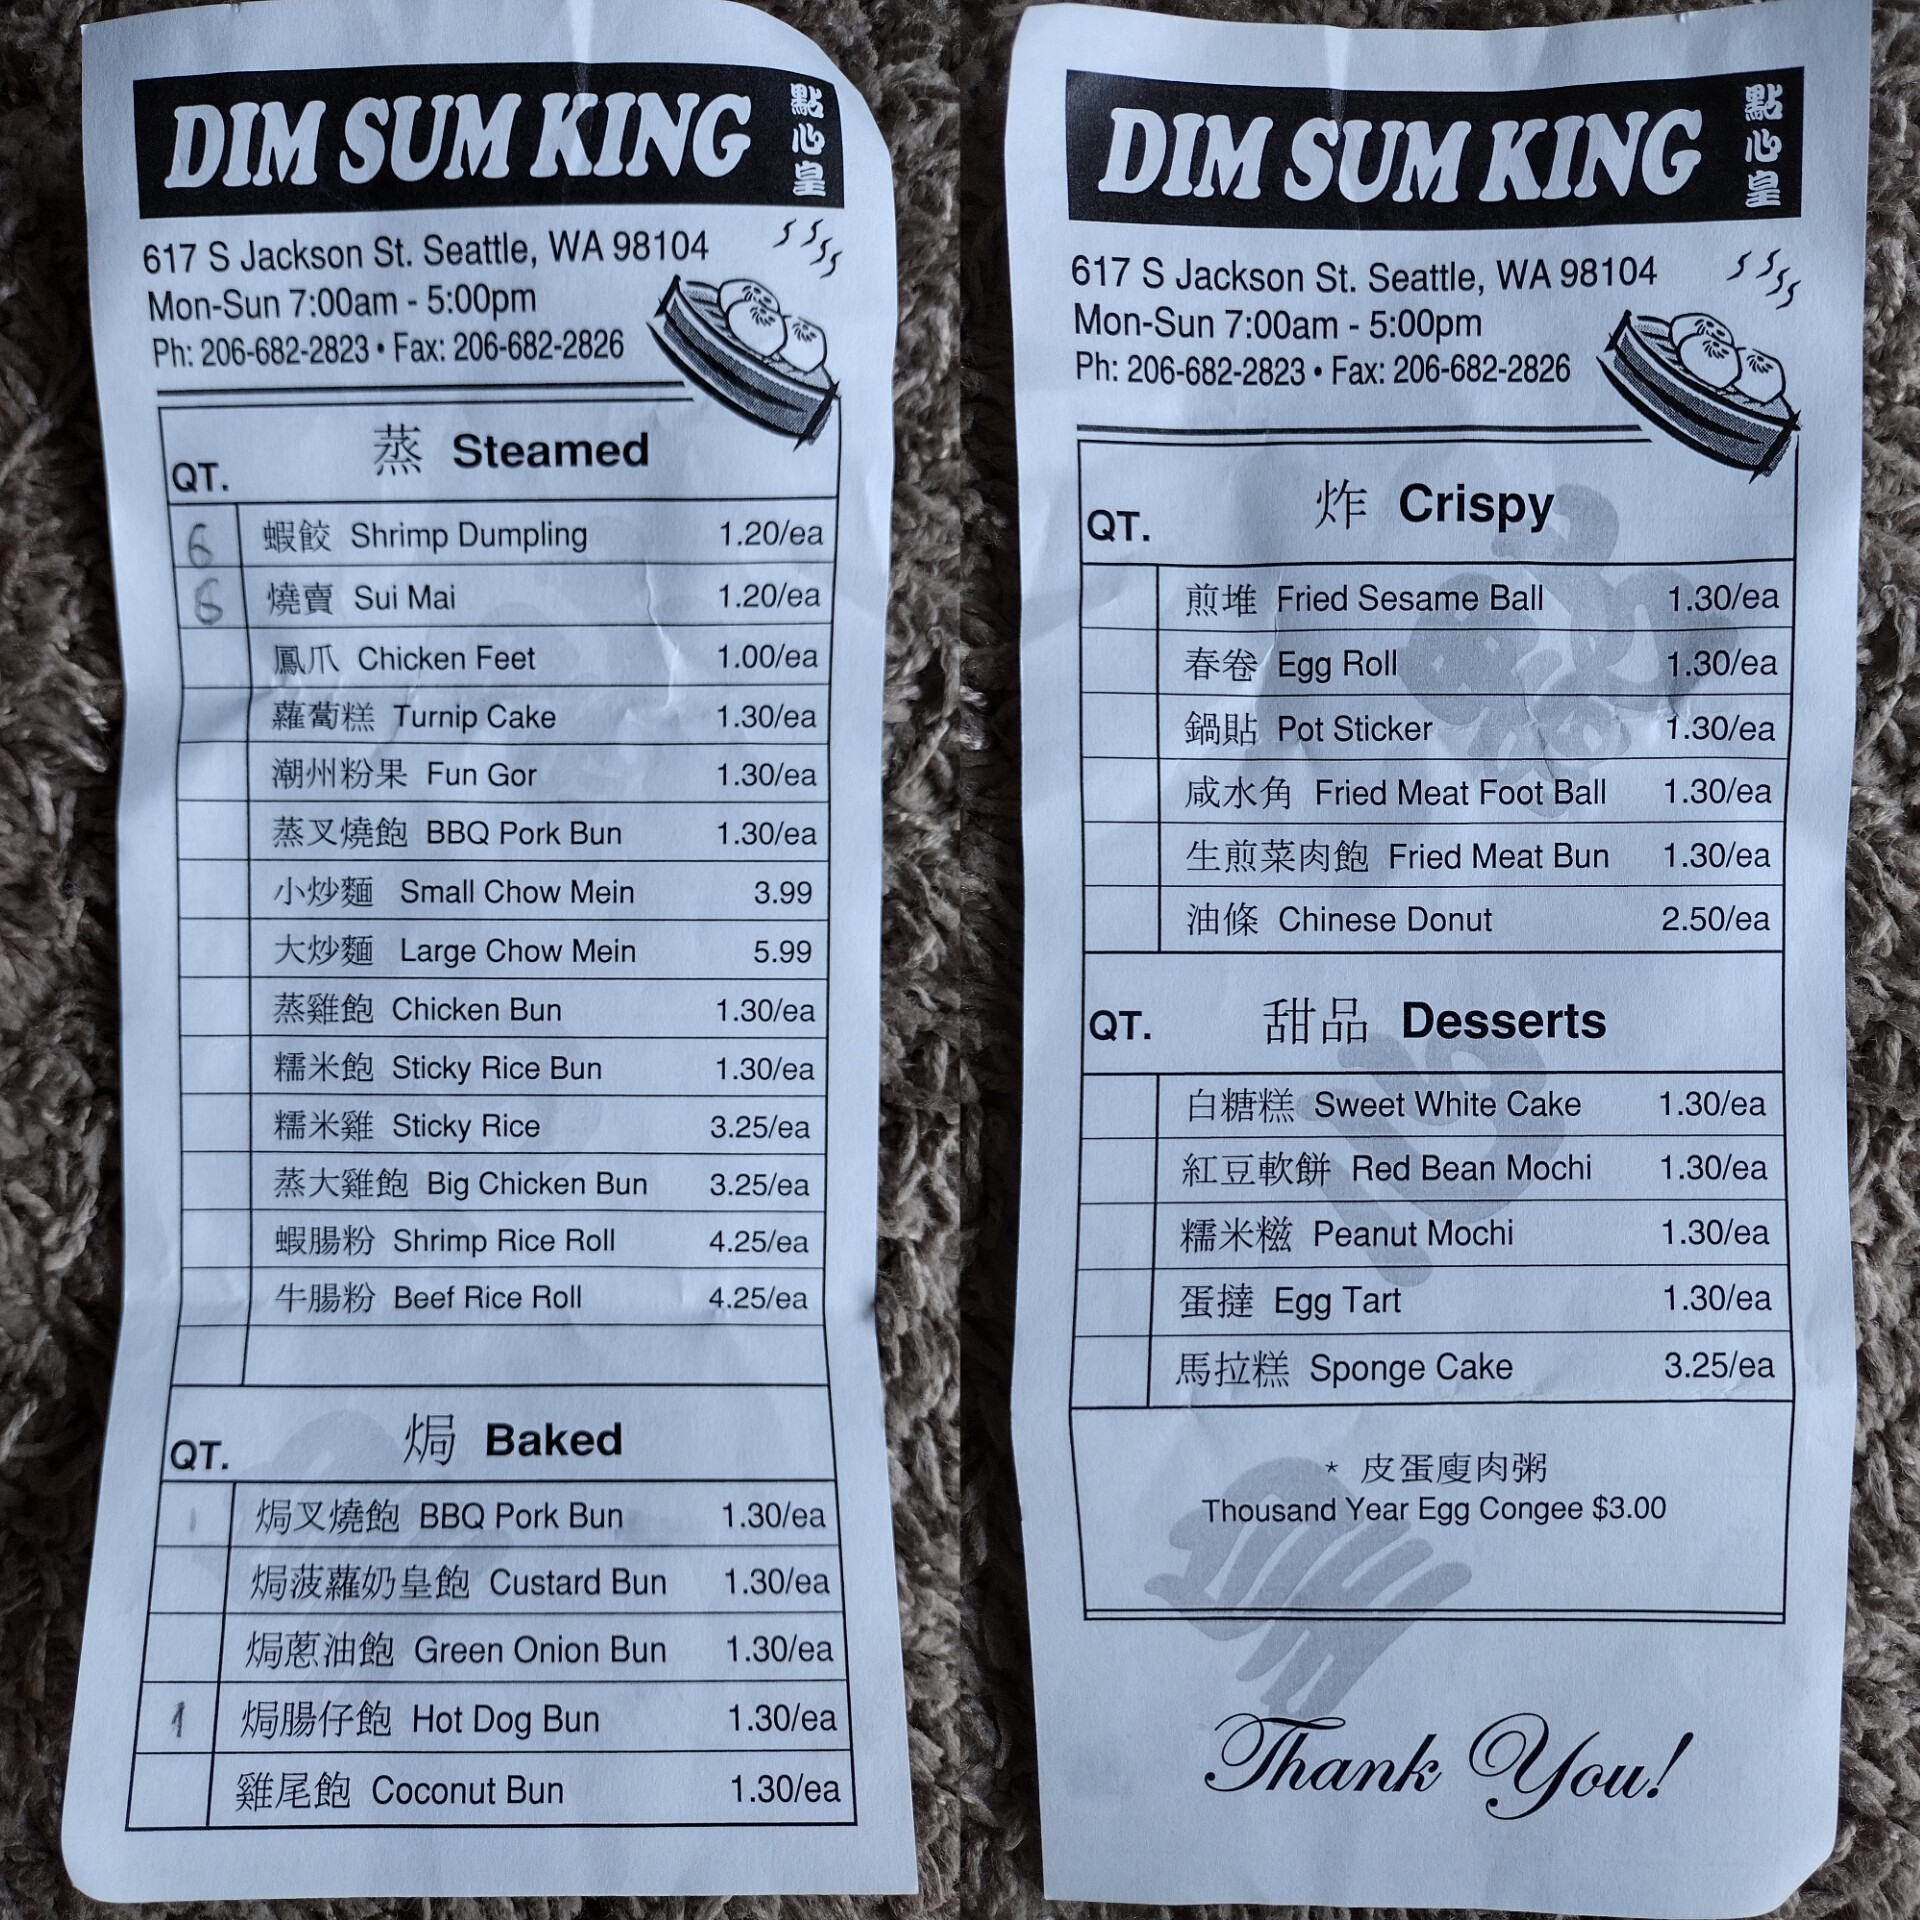 DIM SUM KING 點心皇
617 S Jackson St. Seattle, WA 98104
Mon-Sun 7:00am - 5:00pm
Ph: 206-682-2823 • Fax: 206-682-2826
QT. 蒸 Steamed
6 蝦餃 Shrimp Dumpling 1.20/ea
6 燒賣 Sui Mai 1.20/ea
鳳爪 Chicken Feet 1.00/ea
蘿蔔糕 Turnip Cake 1.30/ea
潮州粉果 Fun Gor 1.30/ea
蒸叉燒飽 BBQ Pork Bun 1.30/ea
小炒麵 Small Chow Mein 3.99
大炒麵 Large Chow Mein 5.99
蒸雞飽 Chicken Bun 1.30/ea
糯米飽 Sticky Rice Bun 1.30/ea
糯米雞 Sticky Rice 3.25/ea
蒸大雞飽 Big Chicken Bun 3.25/ea
蝦腸粉 Shrimp Rice Roll 4.25/ea
牛腸粉 Beef Rice Roll 4.25/ea
QT. 焗 Baked
1 焗叉燒飽 BBQ Pork Bun 1.30/ea
焗菠蘿奶皇飽 Custard Bun 1.30/ea
焗蔥油飽 Green Onion Bun 1.30/ea
1 焗腸仔飽 Hot Dog Bun 1.30/ea
雞尾飽 Coconut Bun 1.30/ea
DIM SUM KING 點心皇
617 S Jackson St. Seattle, WA 98104
Mon-Sun 7:00am - 5:00pm
Ph: 206-682-2823 • Fax: 206-682-2826
QT. 炸 Crispy
煎堆 Fried Sesame Ball 1.30/ea
春卷 Egg Roll 1.30/ea
鍋貼 Pot Sticker 1.30/ea
咸水角 Fried Meat Foot Ball 1.30/ea
生煎菜肉飽 Fried Meat Bun 1.30/ea
油條 Chinese Donut 2.50/ea
QT. 甜品 Desserts
白糖糕 Sweet White Cake 1.30/ea
紅豆軟餅 Red Bean Mochi 1.30/ea
糯米糍 Peanut Mochi 1.30/ea
蛋撻 Egg Tart 1.30/ea
馬拉糕 Sponge Cake 3.25/ea
* 皮蛋廋肉粥
Thousand Year Egg Congee $3.00
Thank You!